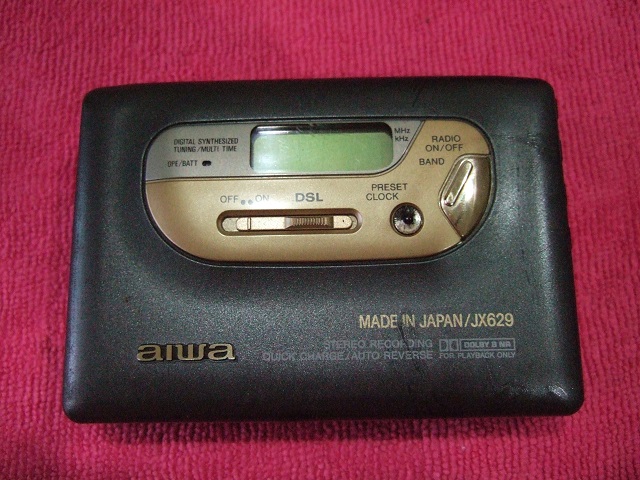 DIGITAL SYNTHESIZED
TUNING/MULTI TIME
OPE/BATT
MHz
kHz
RADIO
ON/OFF
BAND
PRESET
CLOCK
OFF ON DSL
MADE IN JAPAN/JX629
aiwa
STEREO RECORDING
QUICK CHARGE/AUTO REVERSE
DOLBY B NR
FOR PLAYBACK ONLY